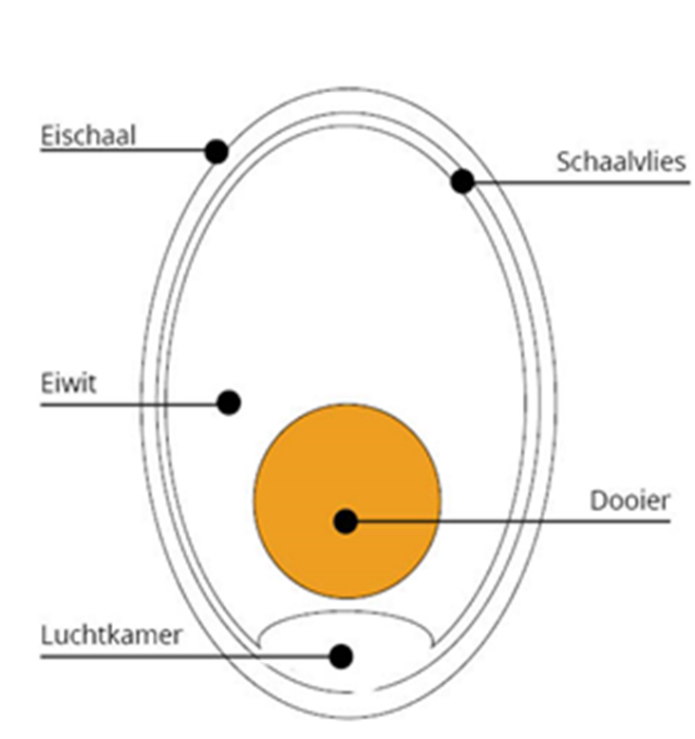 Eischaal
Schaalvlies
Eiwit
Dooier
Luchtkamer